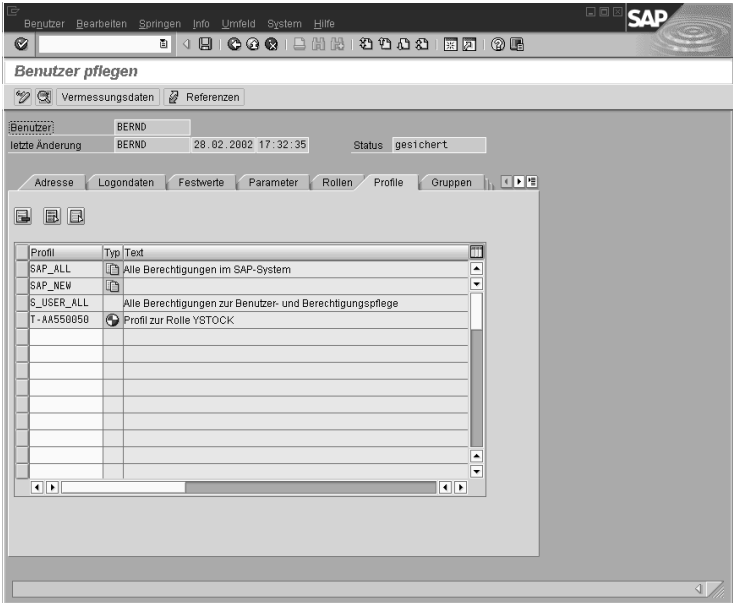 Benutzer Bearbeiten Springen Info Umfeld System Hilfe
SAP
Benutzer pflegen
Vermessungsdaten Referenzen
Benutzer BERND
letzte Änderung BERND 28.02.2002 17:32:35 Status gesichert
Adresse Logondaten Festwerte Parameter Rollen Profile Gruppen
Profil Typ Text
SAP_ALL Alle Berechtigungen im SAP-System
SAP_NEW
S_USER_ALL Alle Berechtigungen zur Benutzer- und Berechtigungspflege
T-AA550050 Profil zur Rolle YSTOCK